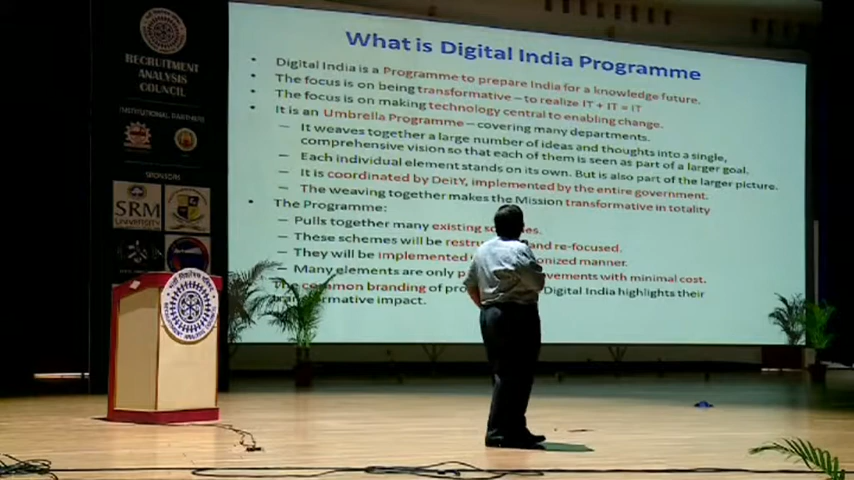 RECRUITMENT
ANALYSIS
COUNCIL
INSTITUTIONAL PARTNERS
SPONSORS
SRM
UNIVERSITY
What is Digital India Programme
• Digital India is a Programme to prepare India for a knowledge future.
• The focus is on being transformative – to realize IT + IT = IT
• The focus is on making technology central to enabling change.
• It is an Umbrella Programme – covering many departments.
– It weaves together a large number of ideas and thoughts into a single,
comprehensive vision so that each of them is seen as part of a larger goal.
– Each individual element stands on its own. But is also part of the larger picture.
– It is coordinated by DeitY, implemented by the entire government.
– The weaving together makes the Mission transformative in totality
• The Programme:
– Pulls together many existing
– These schemes will be and re-focused.
– They will be implemented manner.
– Many elements are only with minimal cost.
The common branding of Digital India highlights their
impact.